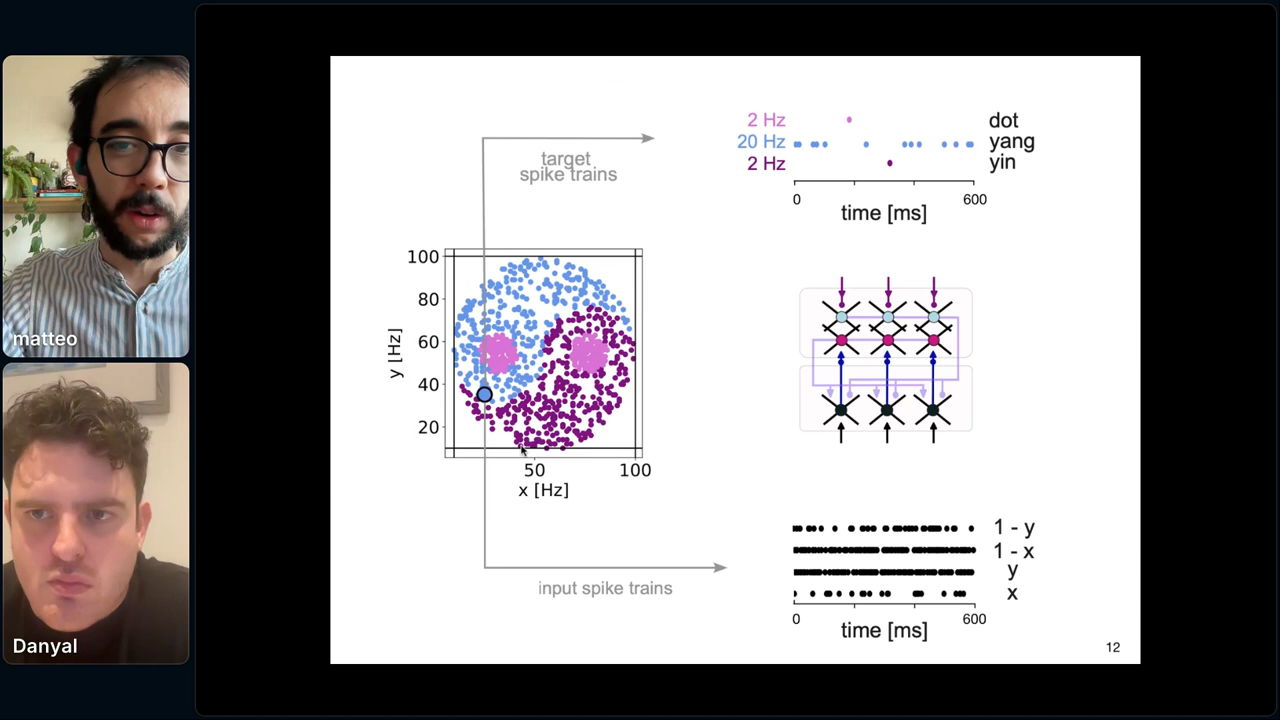 matteo
Danyal
target
spike trains
2 Hz
20 Hz
2 Hz
dot
yang
yin
0
600
time [ms]
100
80
60
40
20
y [Hz]
50
100
x [Hz]
input spike trains
1 - y
1 - x
y
x
0
600
time [ms]
12